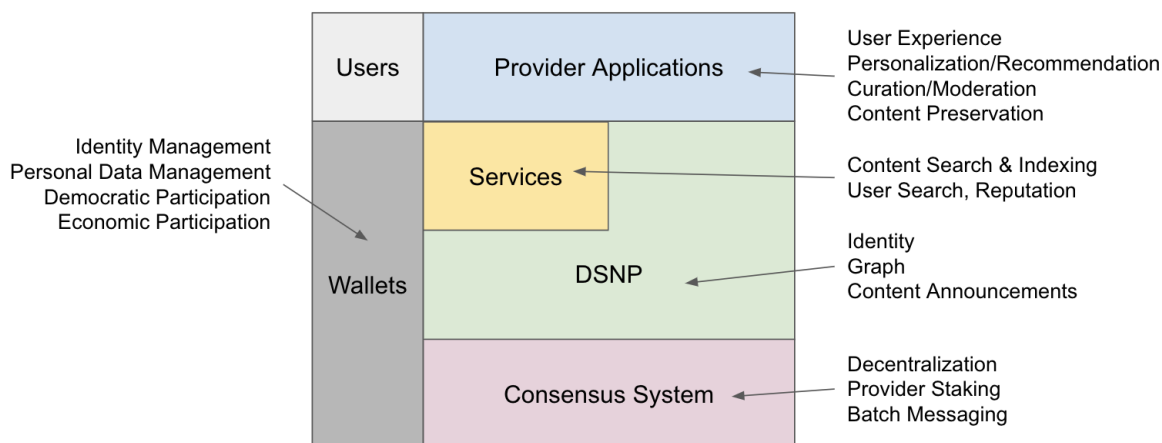 Users
Provider Applications
User Experience
Personalization/Recommendation
Curation/Moderation
Content Preservation
Identity Management
Personal Data Management
Democratic Participation
Economic Participation
Services
Content Search & Indexing
User Search, Reputation
Wallets
DSNP
Identity
Graph
Content Announcements
Consensus System
Decentralization
Provider Staking
Batch Messaging